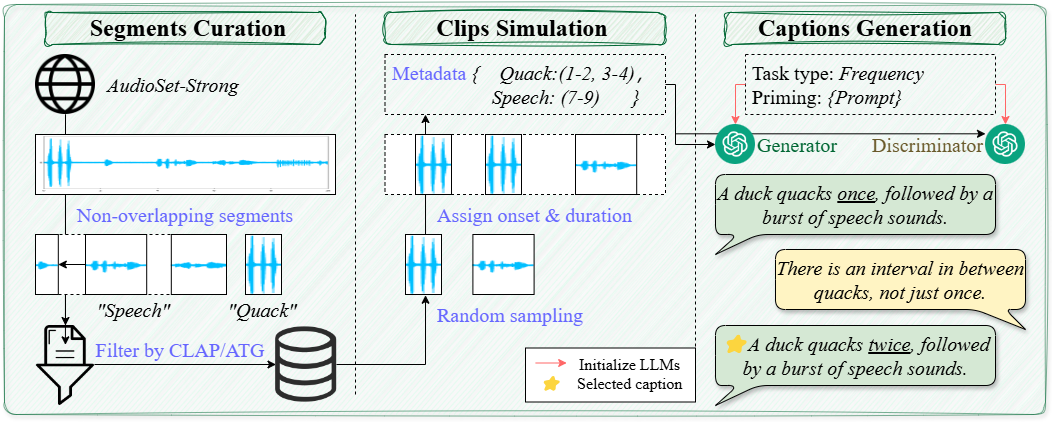 Segments Curation
AudioSet-Strong
Non-overlapping segments
"Speech"
"Quack"
Filter by CLAP/ATG
Clips Simulation
Metadata { Quack:(1-2, 3-4),
Speech: (7-9) }
Assign onset & duration
Random sampling
Captions Generation
Task type: Frequency
Priming: {Prompt}
Generator
Discriminator
A duck quacks once, followed by a
burst of speech sounds.
There is an interval in between
quacks, not just once.
A duck quacks twice, followed
by a burst of speech sounds.
Initialize LLMs
Selected caption